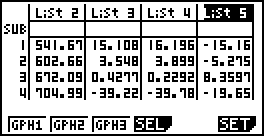 List 2 List 3 List 4 List 5
SUB
1 541.67 15.108 16.196 -15.16
2 602.66 3.548 3.899 -5.275
3 672.09 0.4277 0.2292 8.3597
4 704.99 -39.22 -39.78 -19.65
GPH1 GPH2 GPH3 SEL SET